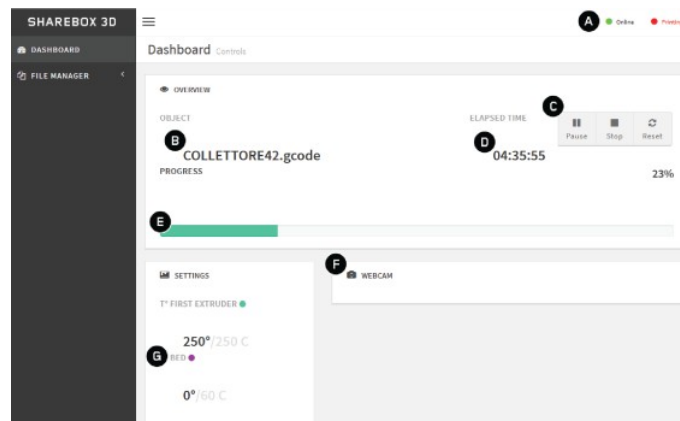 SHAREBOX 3D
A Online Printing
DASHBOARD
Dashboard Controls
FILE MANAGER
OVERVIEW
OBJECT ELAPSED TIME C
Pause Stop Reset
B D
COLLETTORE42.gcode 04:35:55
PROGRESS 23%
E
F
SETTINGS WEBCAM
T° FIRST EXTRUDER
250°/250 C
G BED
0°/60 C